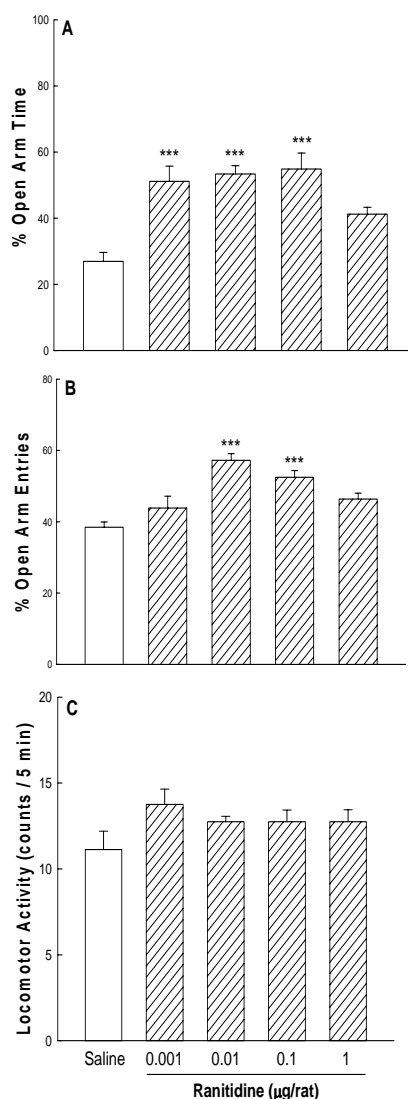 A
% Open Arm Time
100
80
60
40
20
0
***
***
***
B
% Open Arm Entries
80
60
40
20
0
***
***
C
Locomotor Activity (counts / 5 min)
20
15
10
5
0
Saline 0.001 0.01 0.1 1
Ranitidine (μg/rat)